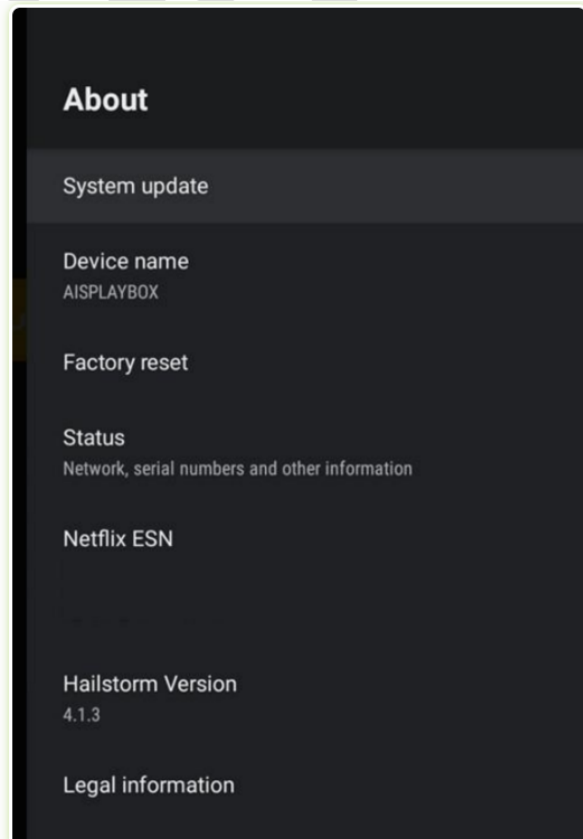 About
System update
Device name
AISPLAYBOX
Factory reset
Status
Network, serial numbers and other information
Netflix ESN
Hailstorm Version
4.1.3
Legal information